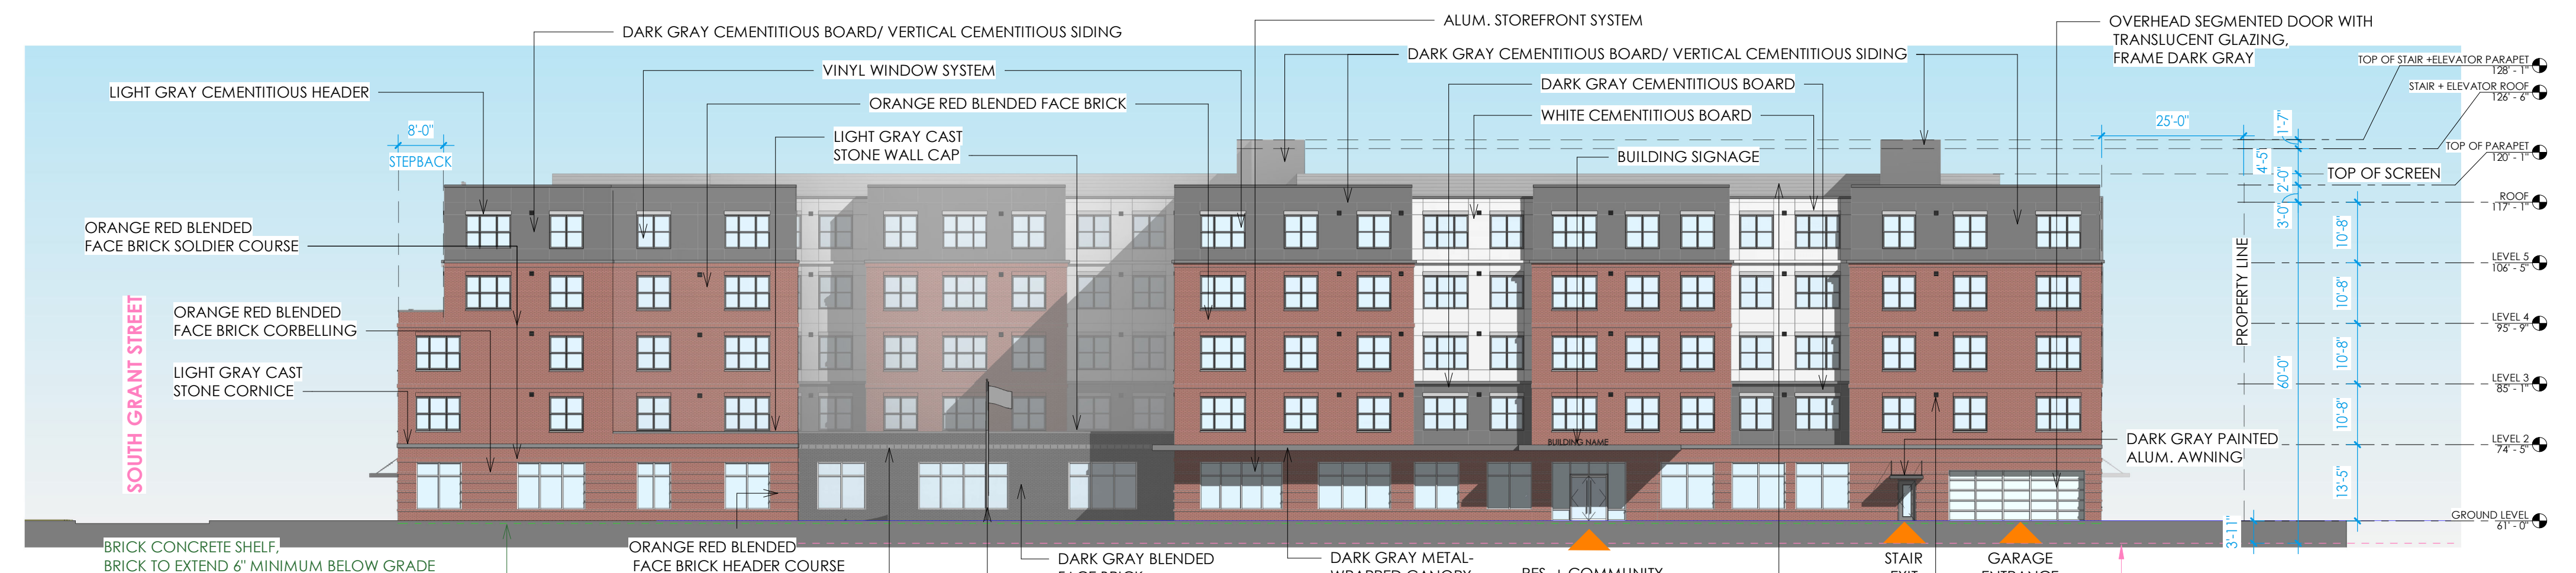 ALUM. STOREFRONT SYSTEM
OVERHEAD SEGMENTED DOOR WITH
TRANSLUCENT GLAZING,
FRAME DARK GRAY
DARK GRAY CEMENTITIOUS BOARD/ VERTICAL CEMENTITIOUS SIDING
DARK GRAY CEMENTITIOUS BOARD/ VERTICAL CEMENTITIOUS SIDING
VINYL WINDOW SYSTEM
DARK GRAY CEMENTITIOUS BOARD
LIGHT GRAY CEMENTITIOUS HEADER
ORANGE RED BLENDED FACE BRICK
WHITE CEMENTITIOUS BOARD
LIGHT GRAY CAST
STONE WALL CAP
BUILDING SIGNAGE
8'-0"
STEPBACK
25'-0"
TOP OF STAIR +ELEVATOR PARAPET
128' - 1"
STAIR + ELEVATOR ROOF
126' - 6"
TOP OF PARAPET
120' - 1"
TOP OF SCREEN
ROOF
117' - 1"
LEVEL 5
106' - 5"
LEVEL 4
95' - 9"
LEVEL 3
85' - 1"
LEVEL 2
74' - 5"
GROUND LEVEL
61' - 0"
1'-7"
4'-5"
2'-0"
3'-0"
60'-0"
3'-11"
10'-8"
10'-8"
10'-8"
10'-8"
13'-5"
PROPERTY LINE
ORANGE RED BLENDED
FACE BRICK SOLDIER COURSE
SOUTH GRANT STREET
ORANGE RED BLENDED
FACE BRICK CORBELLING
LIGHT GRAY CAST
STONE CORNICE
BUILDING NAME
DARK GRAY PAINTED
ALUM. AWNING
BRICK CONCRETE SHELF,
BRICK TO EXTEND 6" MINIMUM BELOW GRADE
ORANGE RED BLENDED
FACE BRICK HEADER COURSE
DARK GRAY BLENDED
FACE BRICK
DARK GRAY METAL-
WRAPPED CANOPY
RES. + COMMUNITY
STAIR
EXIT
GARAGE
ENTRANCE